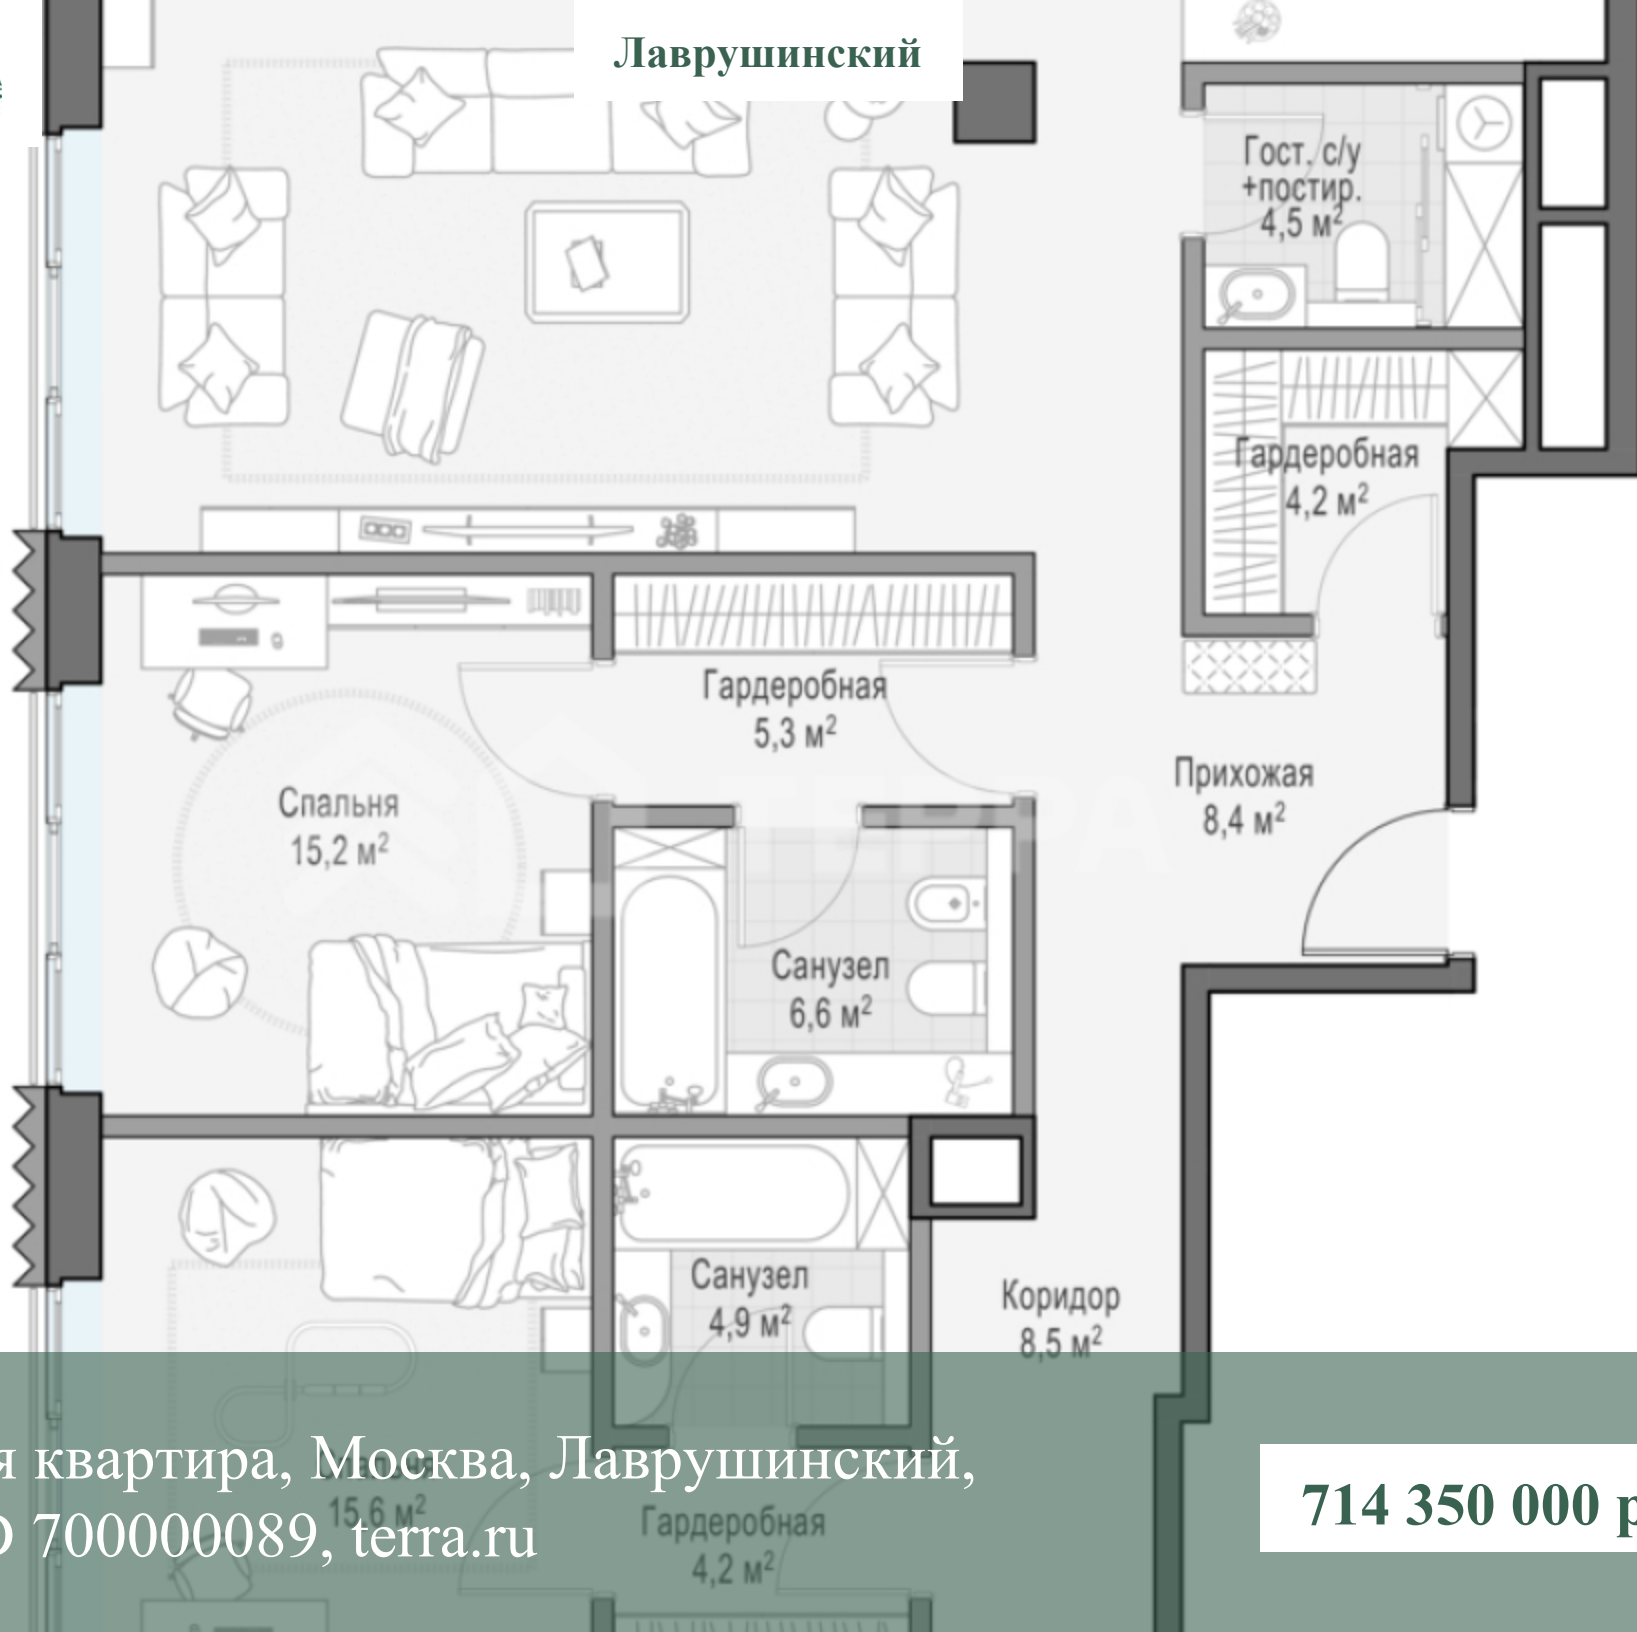 Лаврушинский
Гост. с/у
+постир.
4,5 м²
Гардеробная
4,2 м²
Гардеробная
5,3 м²
Прихожая
8,4 м²
Спальня
15,2 м²
ТЕРРА
Санузел
6,6 м²
Санузел
4,9 м²
Коридор
8,5 м²
я квартира, Москва, Лаврушинский,
D 700000089, terra.ru
714 350 000 р
Спальня
15,6 м²
Гардеробная
4,2 м²